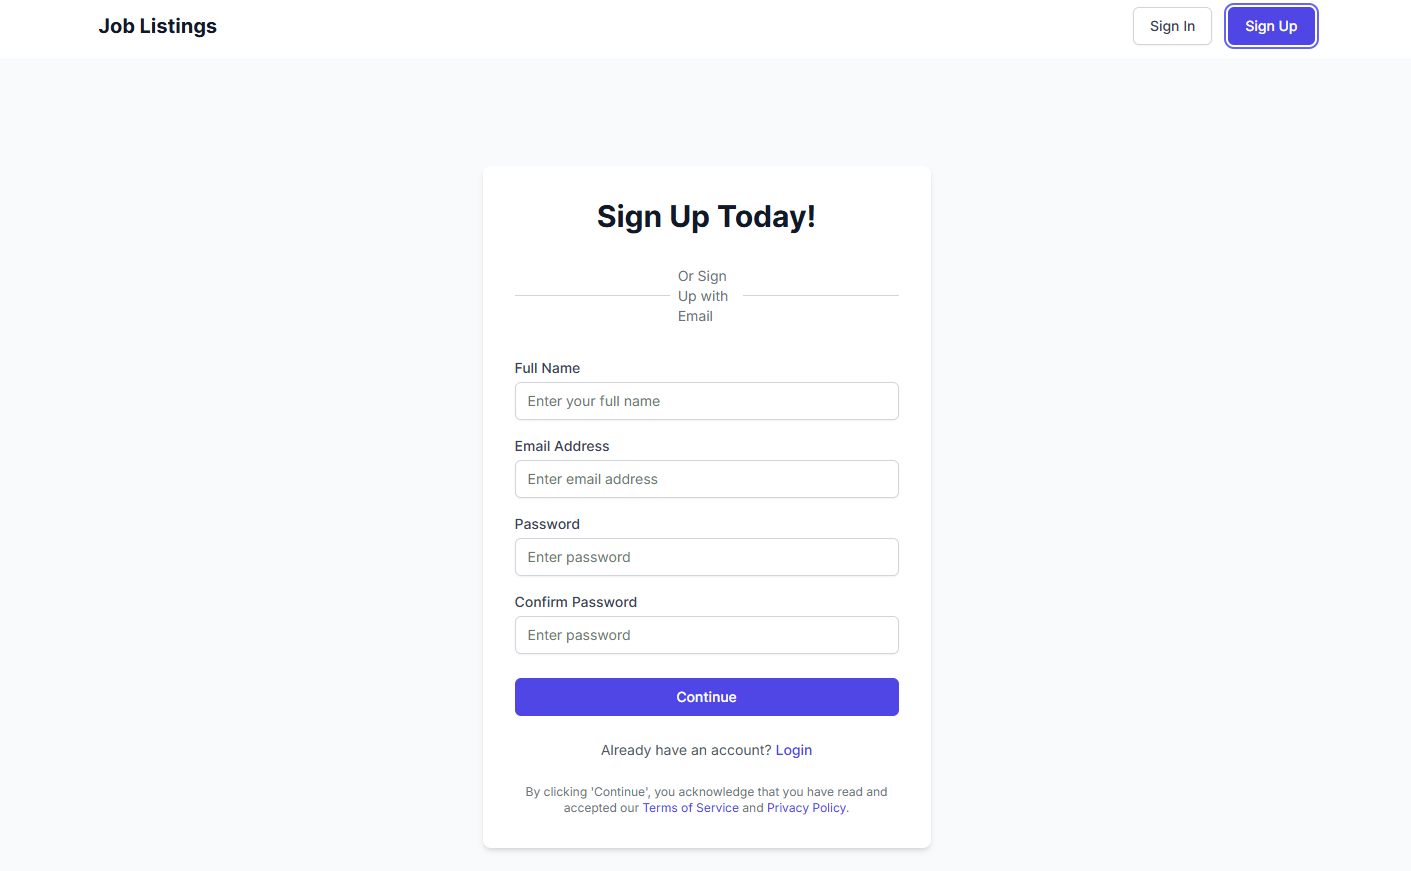 Job Listings
Sign In
Sign Up
Sign Up Today!
Or Sign
Up with
Email
Full Name
Enter your full name
Email Address
Enter email address
Password
Enter password
Confirm Password
Enter password
Continue
Already have an account? Login
By clicking 'Continue', you acknowledge that you have read and
accepted our Terms of Service and Privacy Policy.